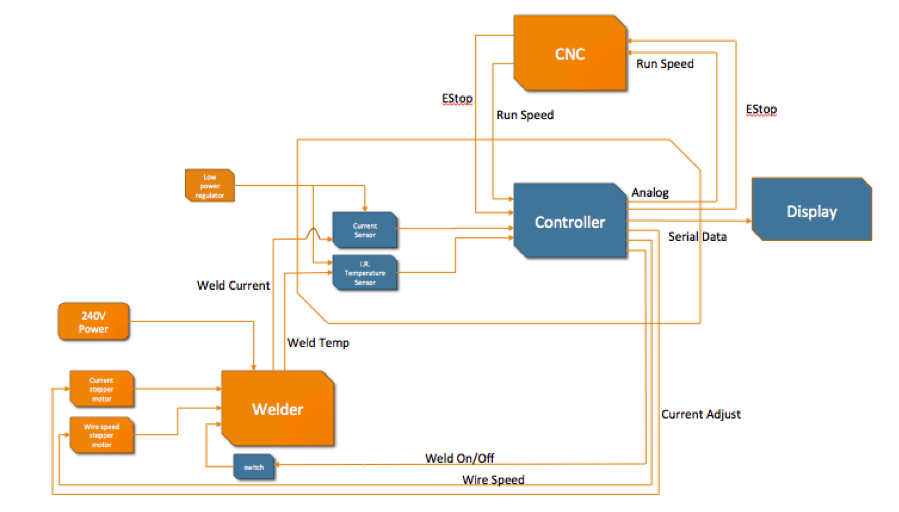 CNC
Run Speed
EStop
EStop
Run Speed
Low
power
regulator
Analog
Controller
Display
Current
Sensor
Serial Data
I.R.
Temperature
Sensor
Weld Current
240V
Power
Weld Temp
Current
stepper
motor
Welder
Current Adjust
Wire speed
stepper
motor
Weld On/Off
switch
Wire Speed